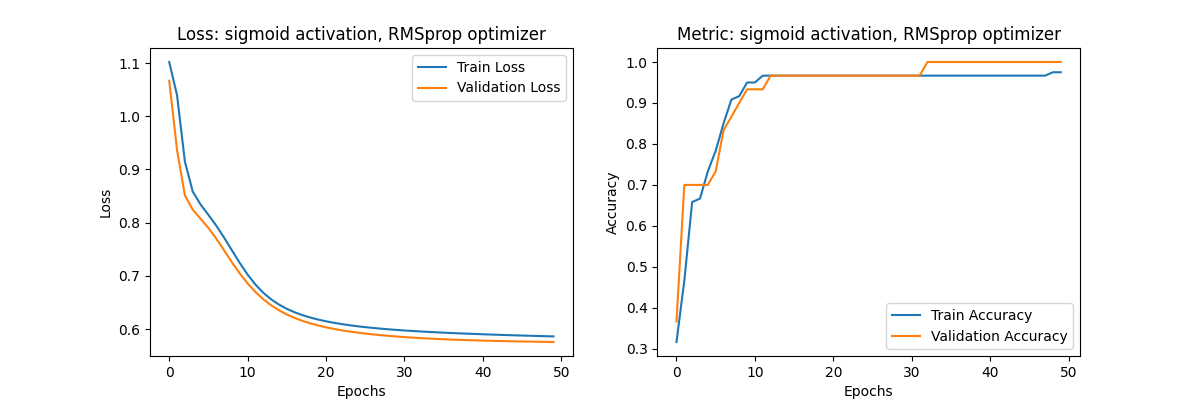 Loss: sigmoid activation, RMSprop optimizer
1.1
1.0
0.9
0.8
0.7
0.6
Loss
Train Loss
Validation Loss
0 10 20 30 40 50
Epochs
Metric: sigmoid activation, RMSprop optimizer
1.0
0.9
0.8
0.7
0.6
0.5
0.4
0.3
Accuracy
Train Accuracy
Validation Accuracy
0 10 20 30 40 50
Epochs